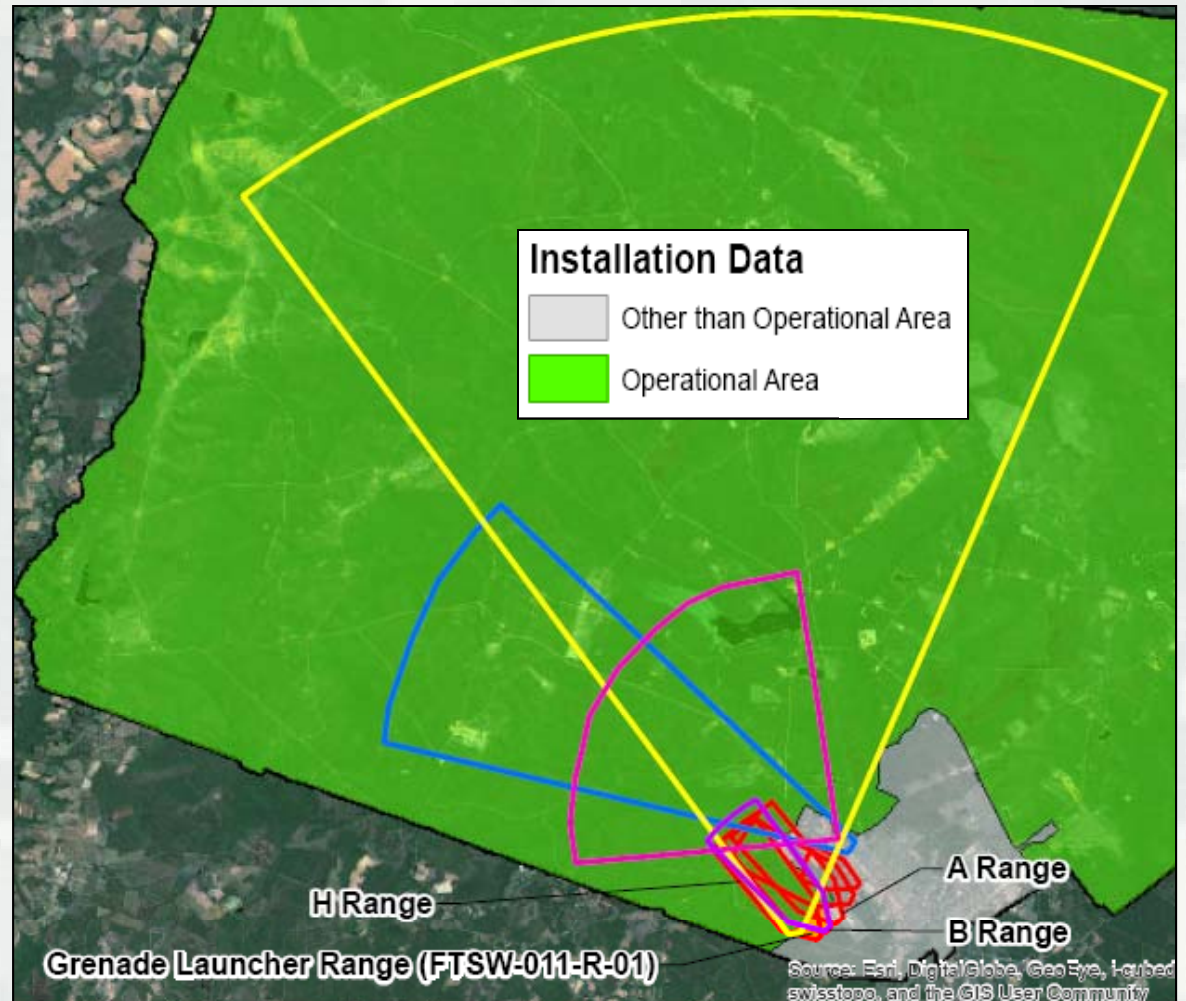 Installation Data
Other than Operational Area
Operational Area
A Range
H Range
B Range
Grenade Launcher Range (FTSW-011-R-01)
Source: Esri, DigitalGlobe, GeoEye, i-cubed
swisstopo, and the GIS User Community